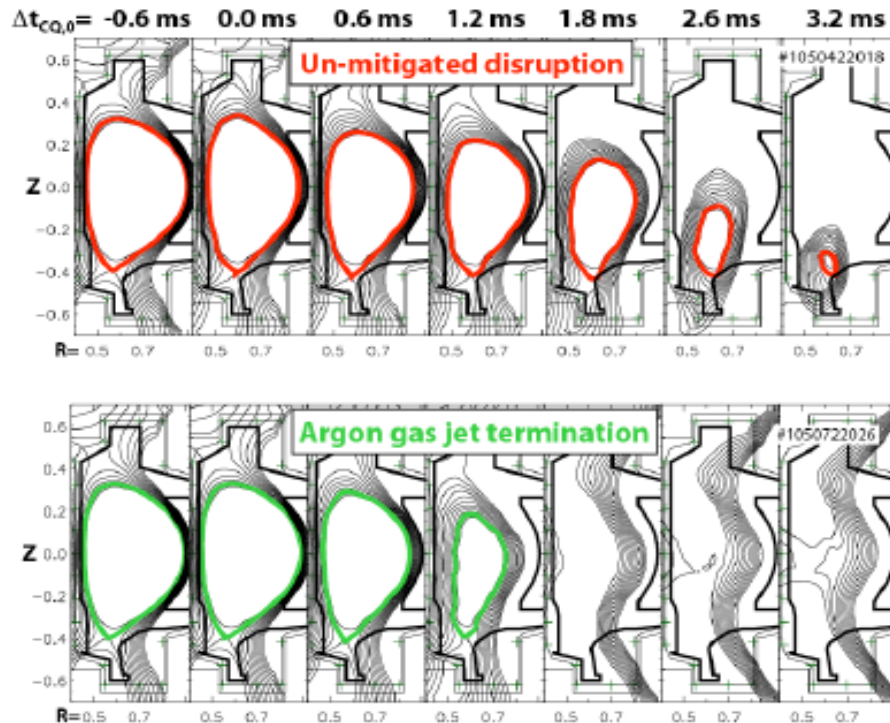 Δt_CQ,0= -0.6 ms 0.0 ms 0.6 ms 1.2 ms 1.8 ms 2.6 ms 3.2 ms
Un-mitigated disruption
#1050422018
0.6
0.4
0.2
Z 0.0
-0.2
-0.4
-0.6
R= 0.5 0.7 0.5 0.7 0.5 0.7 0.5 0.7 0.5 0.7 0.5 0.7 0.5 0.7
Argon gas jet termination
#1050722026
0.6
0.4
0.2
Z 0.0
-0.2
-0.4
-0.6
R= 0.5 0.7 0.5 0.7 0.5 0.7 0.5 0.7 0.5 0.7 0.5 0.7 0.5 0.7